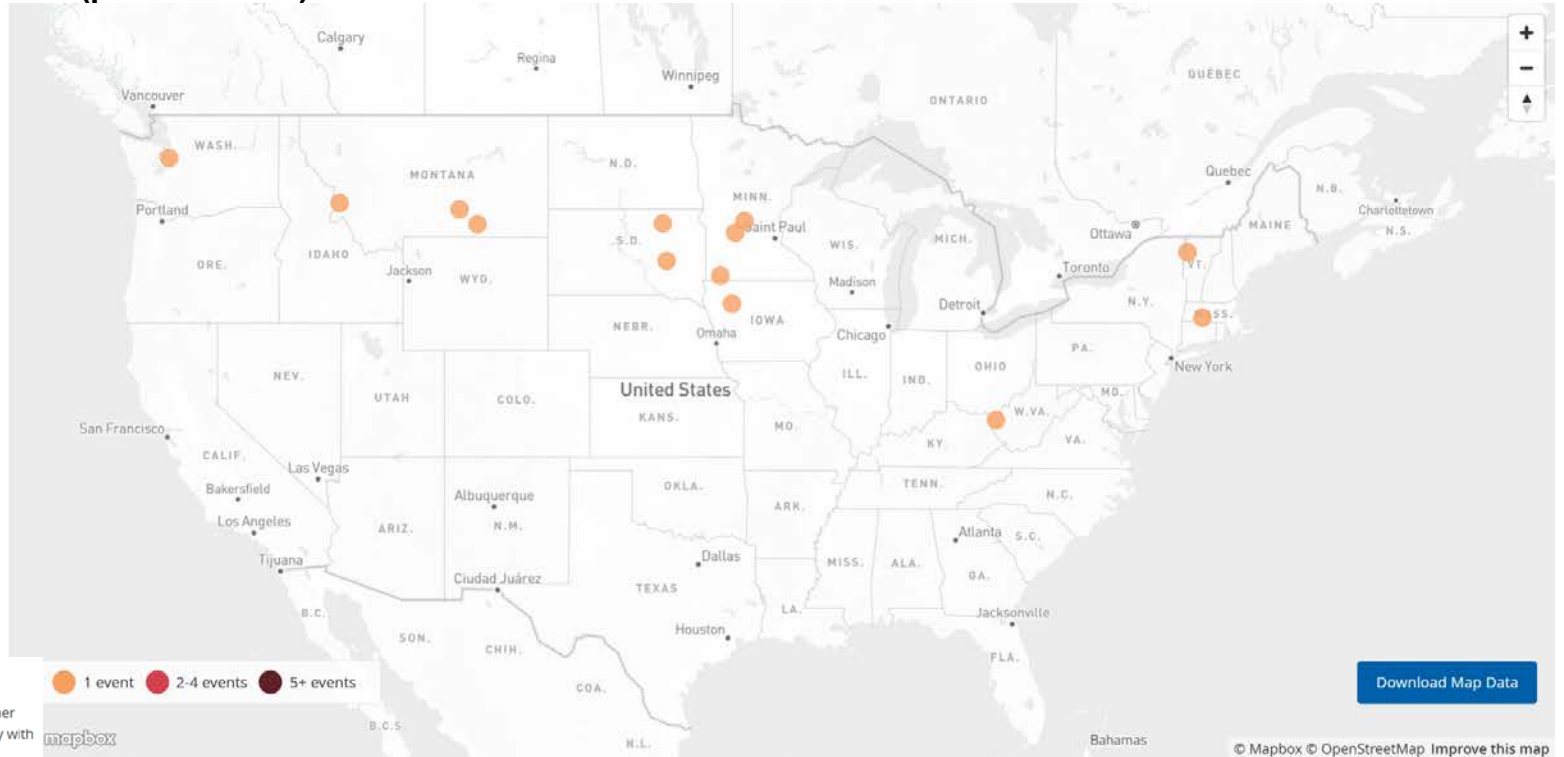 Calgary
Regina
Winnipeg
Vancouver
QUÉBEC
ONTARIO
WASH.
MONTANA
N.D.
MINN.
Quebec
N.B.
Charlottetown
N.S.
MAINE
Ottawa
Portland
Saint Paul
S.D.
WIS.
MICH.
VT.
IDAHO
ORE.
Jackson
WYO.
Toronto
Madison
Detroit
N.Y.
MASS.
NEBR.
Omaha
IOWA
Chicago
PA.
New York
NEV.
UTAH
COLO.
United States
ILL.
IND.
OHIO
MD.
KANS.
MO.
W.VA.
VA.
KY.
San Francisco
CALIF.
Las Vegas
Bakersfield
Albuquerque
OKLA.
TENN.
N.C.
ARK.
Los Angeles
ARIZ.
N.M.
Atlanta
S.C.
Tijuana
Ciudad Juárez
Dallas
TEXAS
MISS.
ALA.
GA.
LA.
Jacksonville
B.C.
SON.
CHIH.
Houston
FLA.
COA.
1 event 2-4 events 5+ events
Download Map Data
B.C.S
N.L.
Bahamas
y with
mapbox
© Mapbox © OpenStreetMap Improve this map